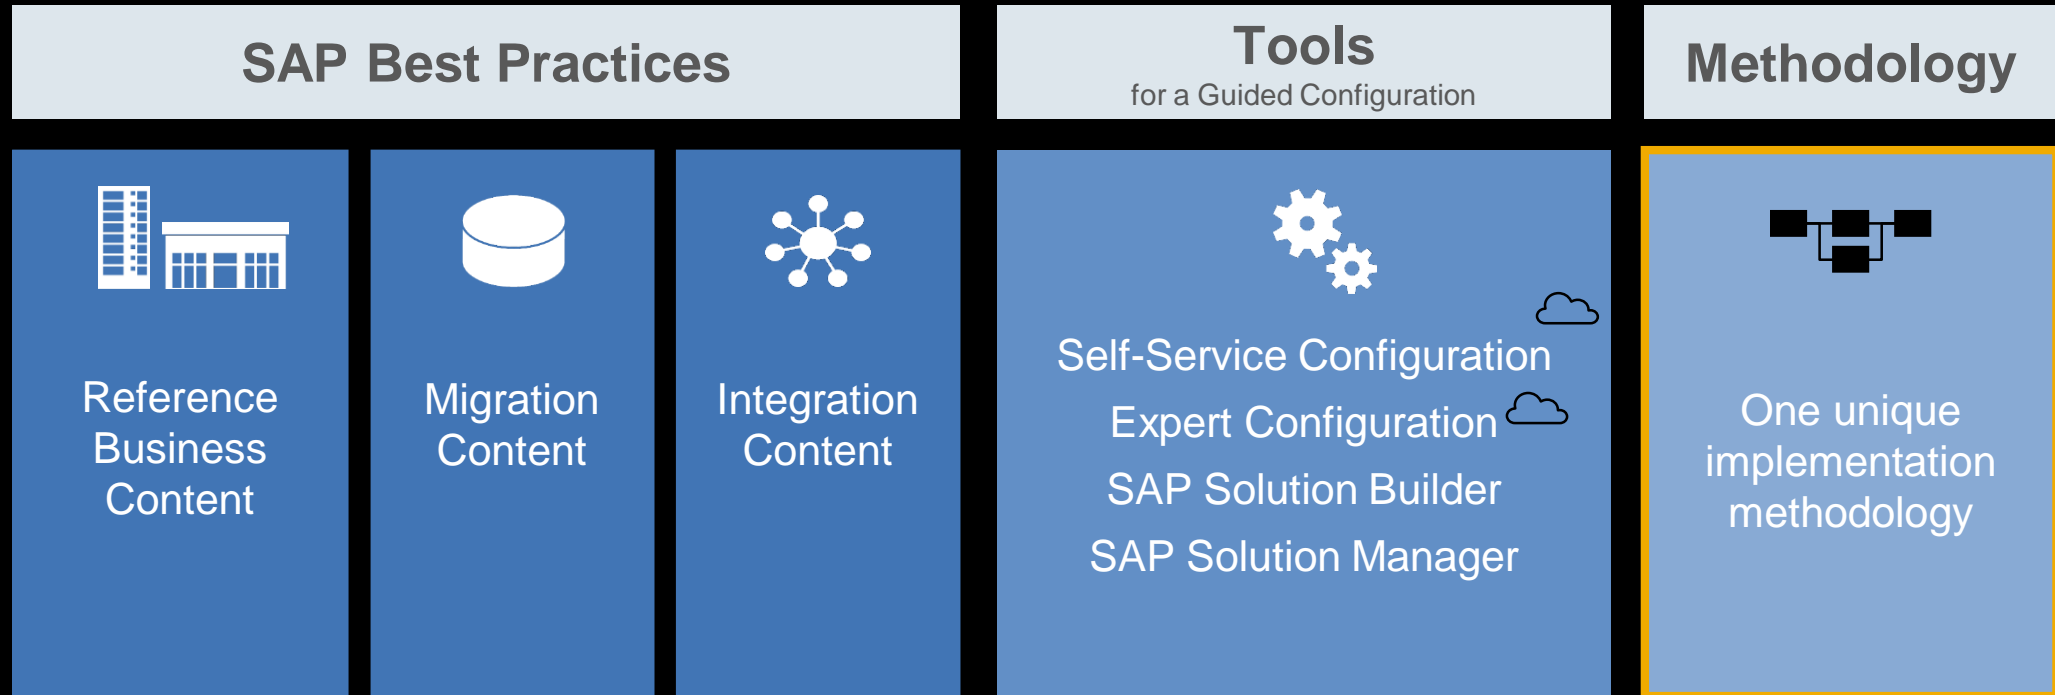 SAP Best Practices
Tools
for a Guided Configuration
Methodology
Reference
Business
Content
Migration
Content
Integration
Content
Self-Service Configuration
Expert Configuration
SAP Solution Builder
SAP Solution Manager
One unique
implementation
methodology